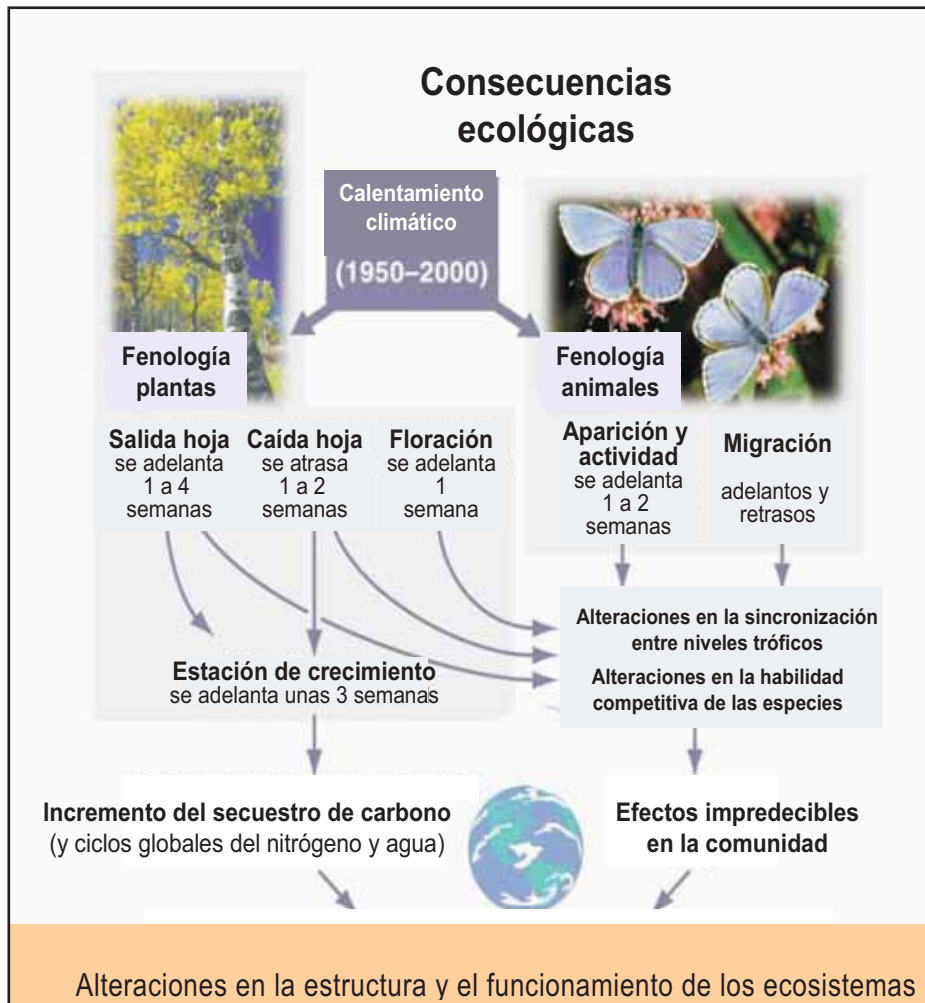 Consecuencias
ecológicas
Calentamiento
climático
(1950–2000)
Fenología
plantas
Fenología
animales
Salida hoja
se adelanta
1 a 4
semanas
Caída hoja
se atrasa
1 a 2
semanas
Floración
se adelanta
1
semana
Aparición y
actividad
se adelanta
1 a 2
semanas
Migración
adelantos y
retrasos
Alteraciones en la sincronización
entre niveles tróficos
Alteraciones en la habilidad
competitiva de las especies
Estación de crecimiento
se adelanta unas 3 semanas
Incremento del secuestro de carbono
(y ciclos globales del nitrógeno y agua)
Efectos impredecibles
en la comunidad
Alteraciones en la estructura y el funcionamiento de los ecosistemas